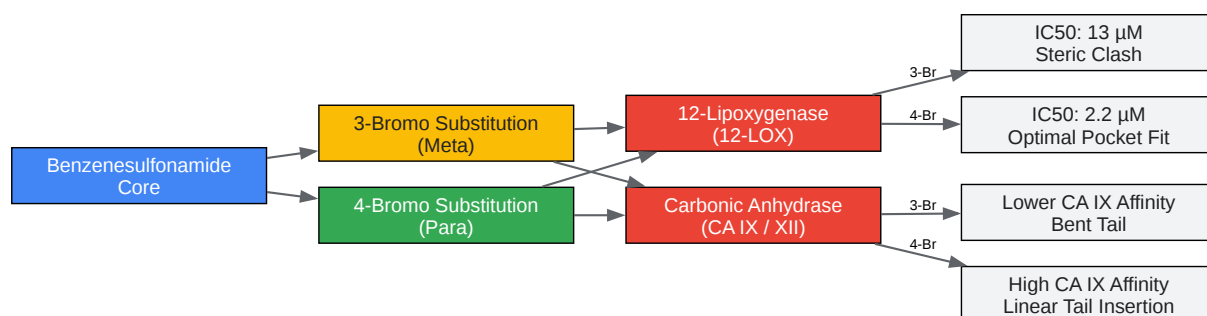 Benzenesulfonamide
Core
3-Bromo Substitution
(Meta)
4-Bromo Substitution
(Para)
12-Lipoxygenase
(12-LOX)
Carbonic Anhydrase
(CA IX / XII)
3-Br
4-Br
3-Br
4-Br
IC50: 13 µM
Steric Clash
IC50: 2.2 µM
Optimal Pocket Fit
Lower CA IX Affinity
Bent Tail
High CA IX Affinity
Linear Tail Insertion